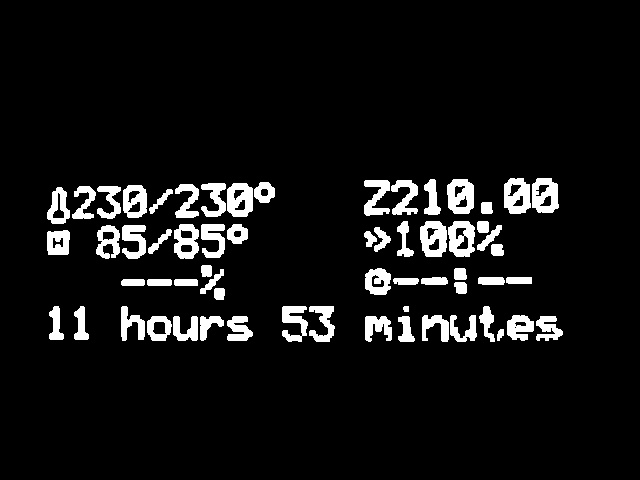 230/230° Z210.00
85/85° »100%
---% --:--
11 hours 53 minutes